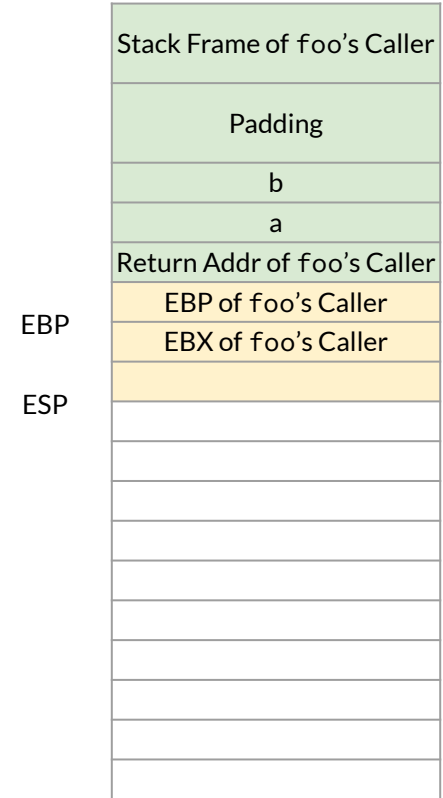 Stack Frame of foo's Caller
Padding
b
a
Return Addr of foo's Caller
EBP of foo's Caller
EBP
EBX of foo's Caller
ESP